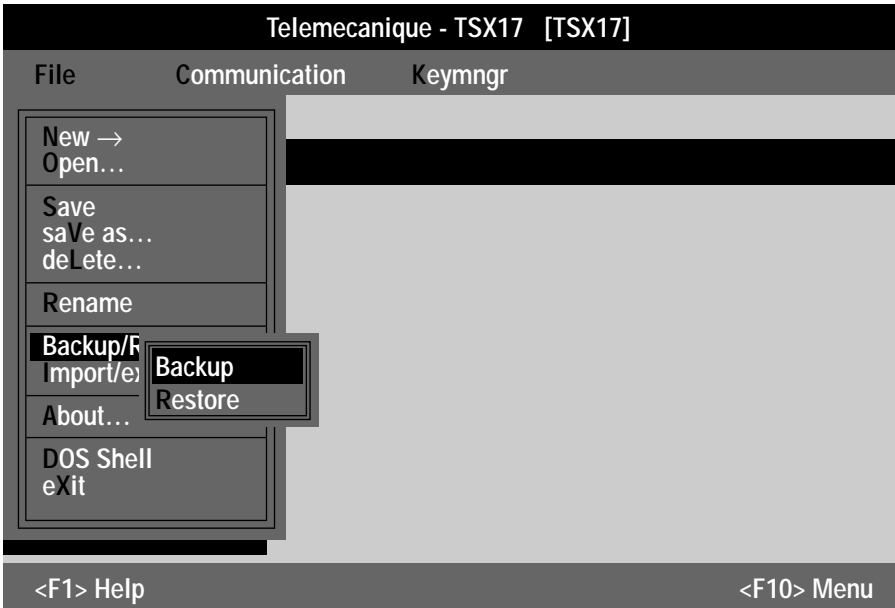 Telemecanique - TSX17 [TSX17]
File Communication Keymngr
New →
Open...
Save
saVe as...
deLete...
Rename
Backup/R
Import/e
Backup
Restore
About...
DOS Shell
eXit
<F1> Help <F10> Menu